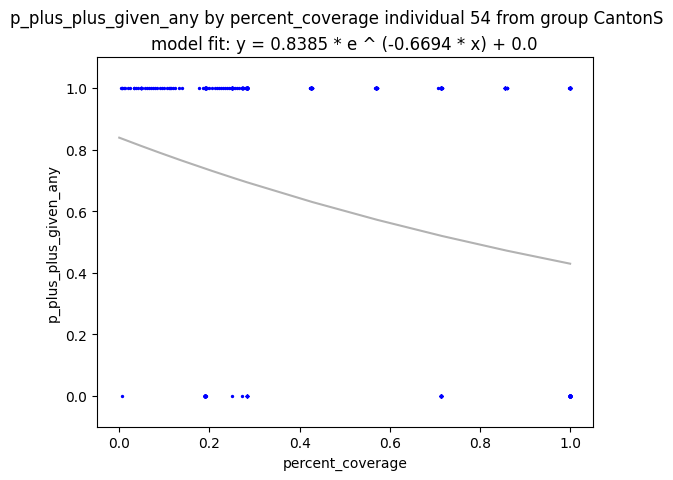 p_plus_plus_given_any by percent_coverage individual 54 from group CantonS
model fit: y = 0.8385 * e ^ (-0.6694 * x) + 0.0
1.0
0.8
0.6
0.4
0.2
0.0
p_plus_plus_given_any
0.0 0.2 0.4 0.6 0.8 1.0
percent_coverage